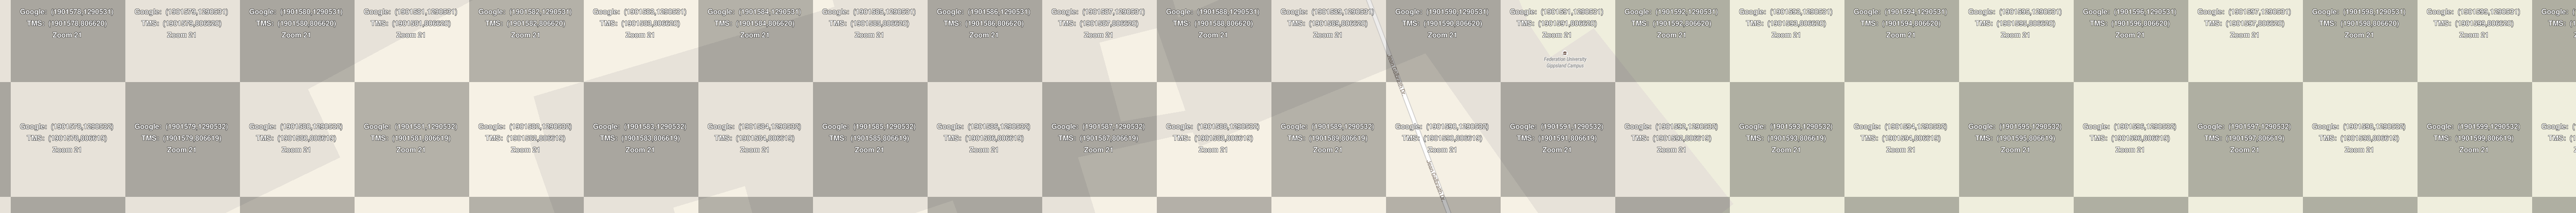 Google: (1901578,1290531) Google: (1901579,1290531) Google: (1901580,1290531) Google: (1901581,1290531) Google: (1901582,1290531) Google: (1901583,1290531) Google: (1901584,1290531) Google: (1901585,1290531) Google: (1901586,1290531) Google: (1901587,1290531) Google: (1901588,1290531) Google: (1901589,1290531) Google: (1901590,1290531) Google: (1901591,1290531) Google: (1901592,1290531) Google: (1901593,1290531) Google: (1901594,1290531) Google: (1901595,1290531) Google: (1901596,1290531) Google: (1901597,1290531) Google: (1901598,1290531) Google: (1901599,1290531)
TMS: (1901578,806620) TMS: (1901579,806620) TMS: (1901580,806620) TMS: (1901581,806620) TMS: (1901582,806620) TMS: (1901583,806620) TMS: (1901584,806620) TMS: (1901585,806620) TMS: (1901586,806620) TMS: (1901587,806620) TMS: (1901588,806620) TMS: (1901589,806620) TMS: (1901590,806620) TMS: (1901591,806620) TMS: (1901592,806620) TMS: (1901593,806620) TMS: (1901594,806620) TMS: (1901595,806620) TMS: (1901596,806620) TMS: (1901597,806620) TMS: (1901598,806620) TMS: (1901599,806620)
Zoom 21 Zoom 21 Zoom 21 Zoom 21 Zoom 21 Zoom 21 Zoom 21 Zoom 21 Zoom 21 Zoom 21 Zoom 21 Zoom 21 Zoom 21 Zoom 21 Zoom 21 Zoom 21 Zoom 21 Zoom 21 Zoom 21 Zoom 21 Zoom 21 Zoom 21
Federation University
Gippsland Campus
Google: (1901578,1290532) Google: (1901579,1290532) Google: (1901580,1290532) Google: (1901581,1290532) Google: (1901582,1290532) Google: (1901583,1290532) Google: (1901584,1290532) Google: (1901585,1290532) Google: (1901586,1290532) Google: (1901587,1290532) Google: (1901588,1290532) Google: (1901589,1290532) Google: (1901590,1290532) Google: (1901591,1290532) Google: (1901592,1290532) Google: (1901593,1290532) Google: (1901594,1290532) Google: (1901595,1290532) Google: (1901596,1290532) Google: (1901597,1290532) Google: (1901598,1290532) Google: (1901599,1290532)
TMS: (1901578,806619) TMS: (1901579,806619) TMS: (1901580,806619) TMS: (1901581,806619) TMS: (1901582,806619) TMS: (1901583,806619) TMS: (1901584,806619) TMS: (1901585,806619) TMS: (1901586,806619) TMS: (1901587,806619) TMS: (1901588,806619) TMS: (1901589,806619) TMS: (1901590,806619) TMS: (1901591,806619) TMS: (1901592,806619) TMS: (1901593,806619) TMS: (1901594,806619) TMS: (1901595,806619) TMS: (1901596,806619) TMS: (1901597,806619) TMS: (1901598,806619) TMS: (1901599,806619)
Zoom 21 Zoom 21 Zoom 21 Zoom 21 Zoom 21 Zoom 21 Zoom 21 Zoom 21 Zoom 21 Zoom 21 Zoom 21 Zoom 21 Zoom 21 Zoom 21 Zoom 21 Zoom 21 Zoom 21 Zoom 21 Zoom 21 Zoom 21 Zoom 21 Zoom 21